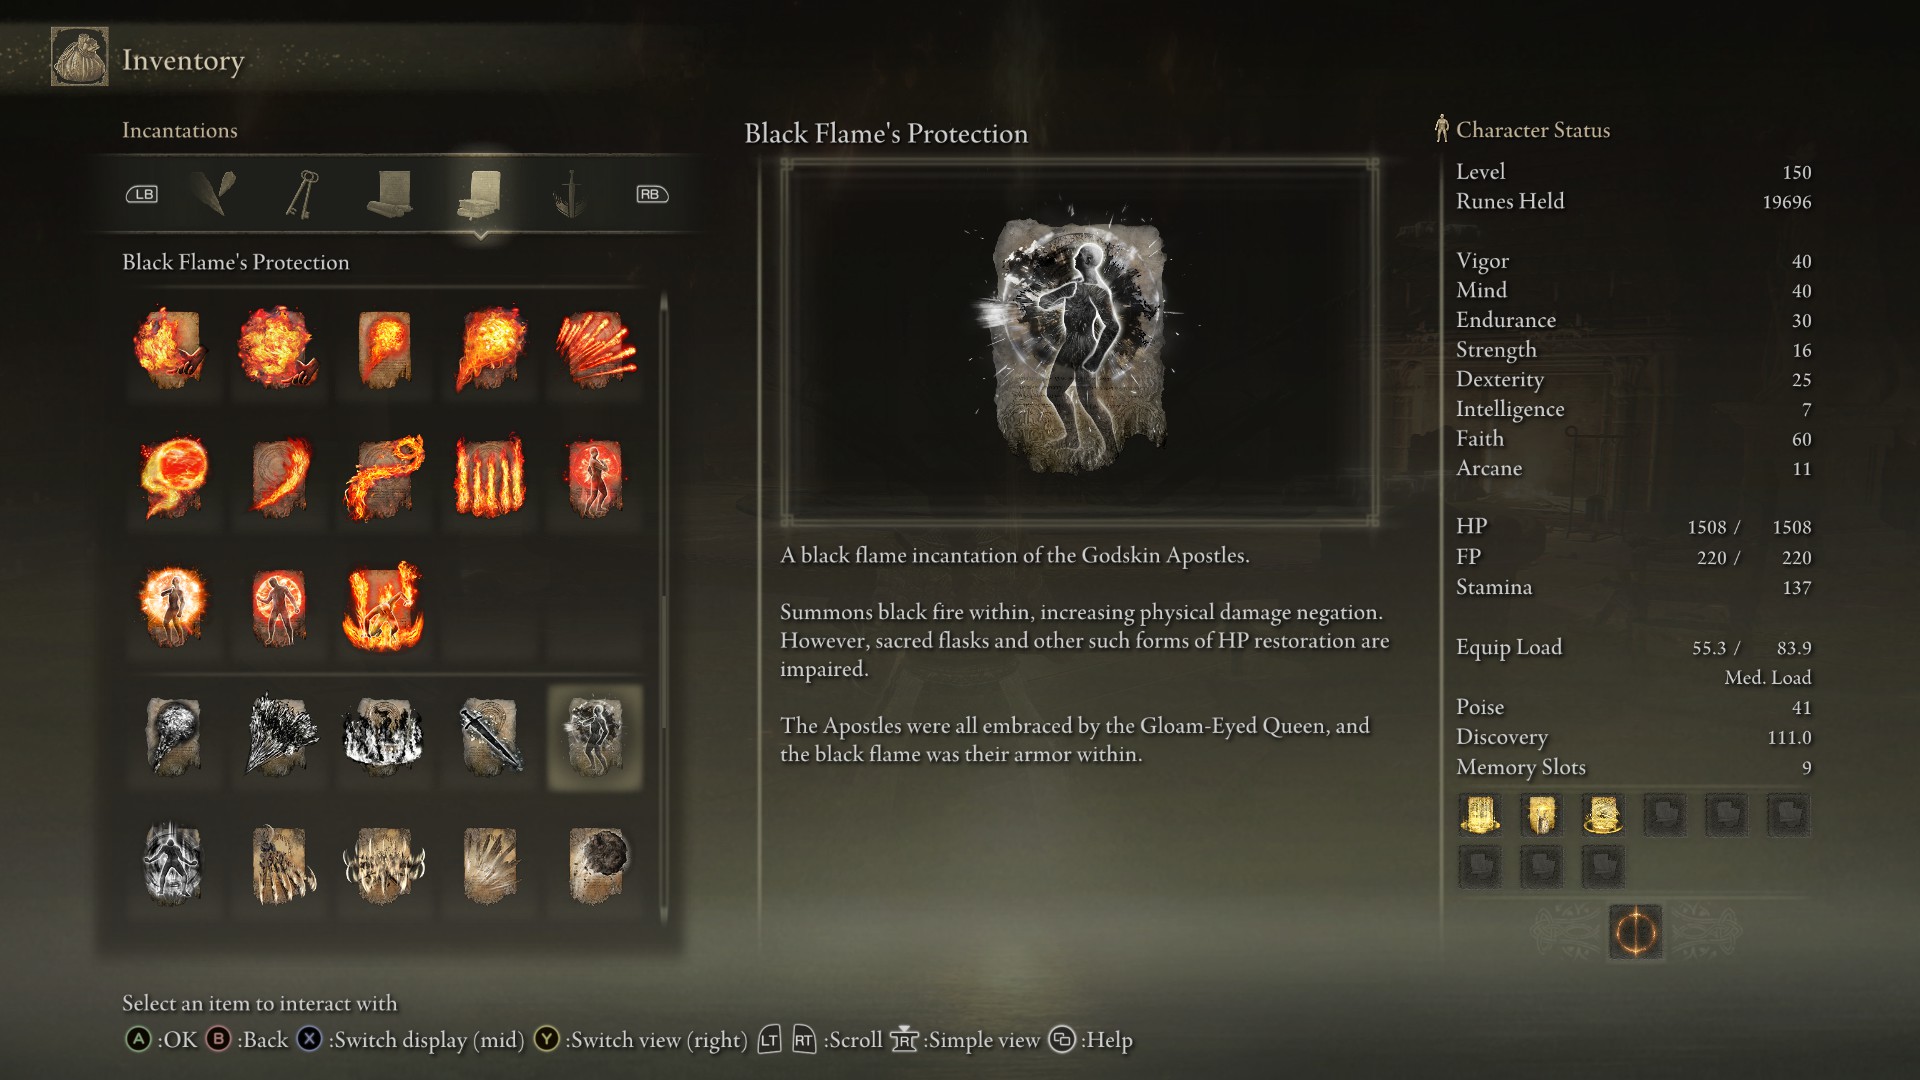 Inventory
Incantations
LB
RB
Black Flame's Protection
Black Flame's Protection
A black flame incantation of the Godskin Apostles.
Summons black fire within, increasing physical damage negation.
However, sacred flasks and other such forms of HP restoration are
impaired.
The Apostles were all embraced by the Gloam-Eyed Queen, and
the black flame was their armor within.
Character Status
Level 150
Runes Held 19696
Vigor 40
Mind 40
Endurance 30
Strength 16
Dexterity 25
Intelligence 7
Faith 60
Arcane 11
HP 1508 / 1508
FP 220 / 220
Stamina 137
Equip Load 55.3 / 83.9
Med. Load
Poise 41
Discovery 111.0
Memory Slots 9
Select an item to interact with
A :OK B :Back X :Switch display (mid) Y :Switch view (right) LT RT :Scroll R :Simple view :Help